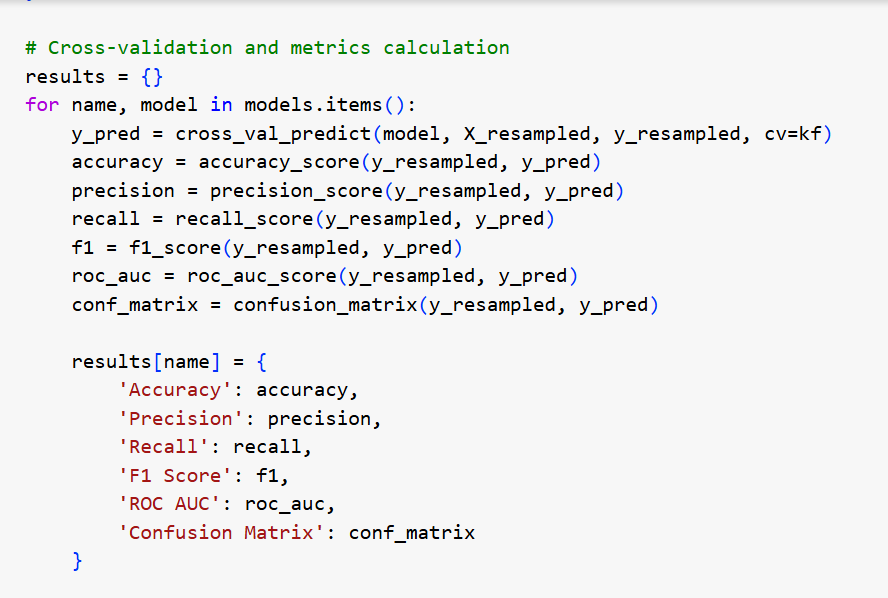 # Cross-validation and metrics calculation
results = {}
for name, model in models.items():
    y_pred = cross_val_predict(model, X_resampled, y_resampled, cv=kf)
    accuracy = accuracy_score(y_resampled, y_pred)
    precision = precision_score(y_resampled, y_pred)
    recall = recall_score(y_resampled, y_pred)
    f1 = f1_score(y_resampled, y_pred)
    roc_auc = roc_auc_score(y_resampled, y_pred)
    conf_matrix = confusion_matrix(y_resampled, y_pred)

    results[name] = {
        'Accuracy': accuracy,
        'Precision': precision,
        'Recall': recall,
        'F1 Score': f1,
        'ROC AUC': roc_auc,
        'Confusion Matrix': conf_matrix
    }